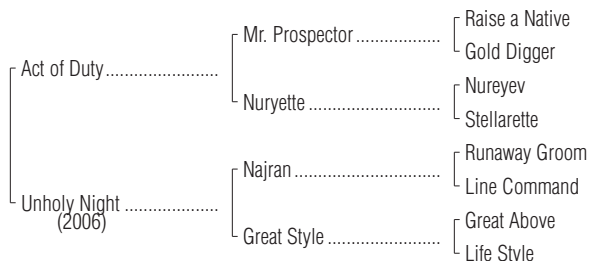 Raise a Native
Mr. Prospector ..................
Gold Digger
Act of Duty........................
Nureyev
Nuryette ............................
Stellarette
Runaway Groom
Najran ...............................
Line Command
Unholy Night ....................
(2006)
Great Above
Great Style ........................
Life Style